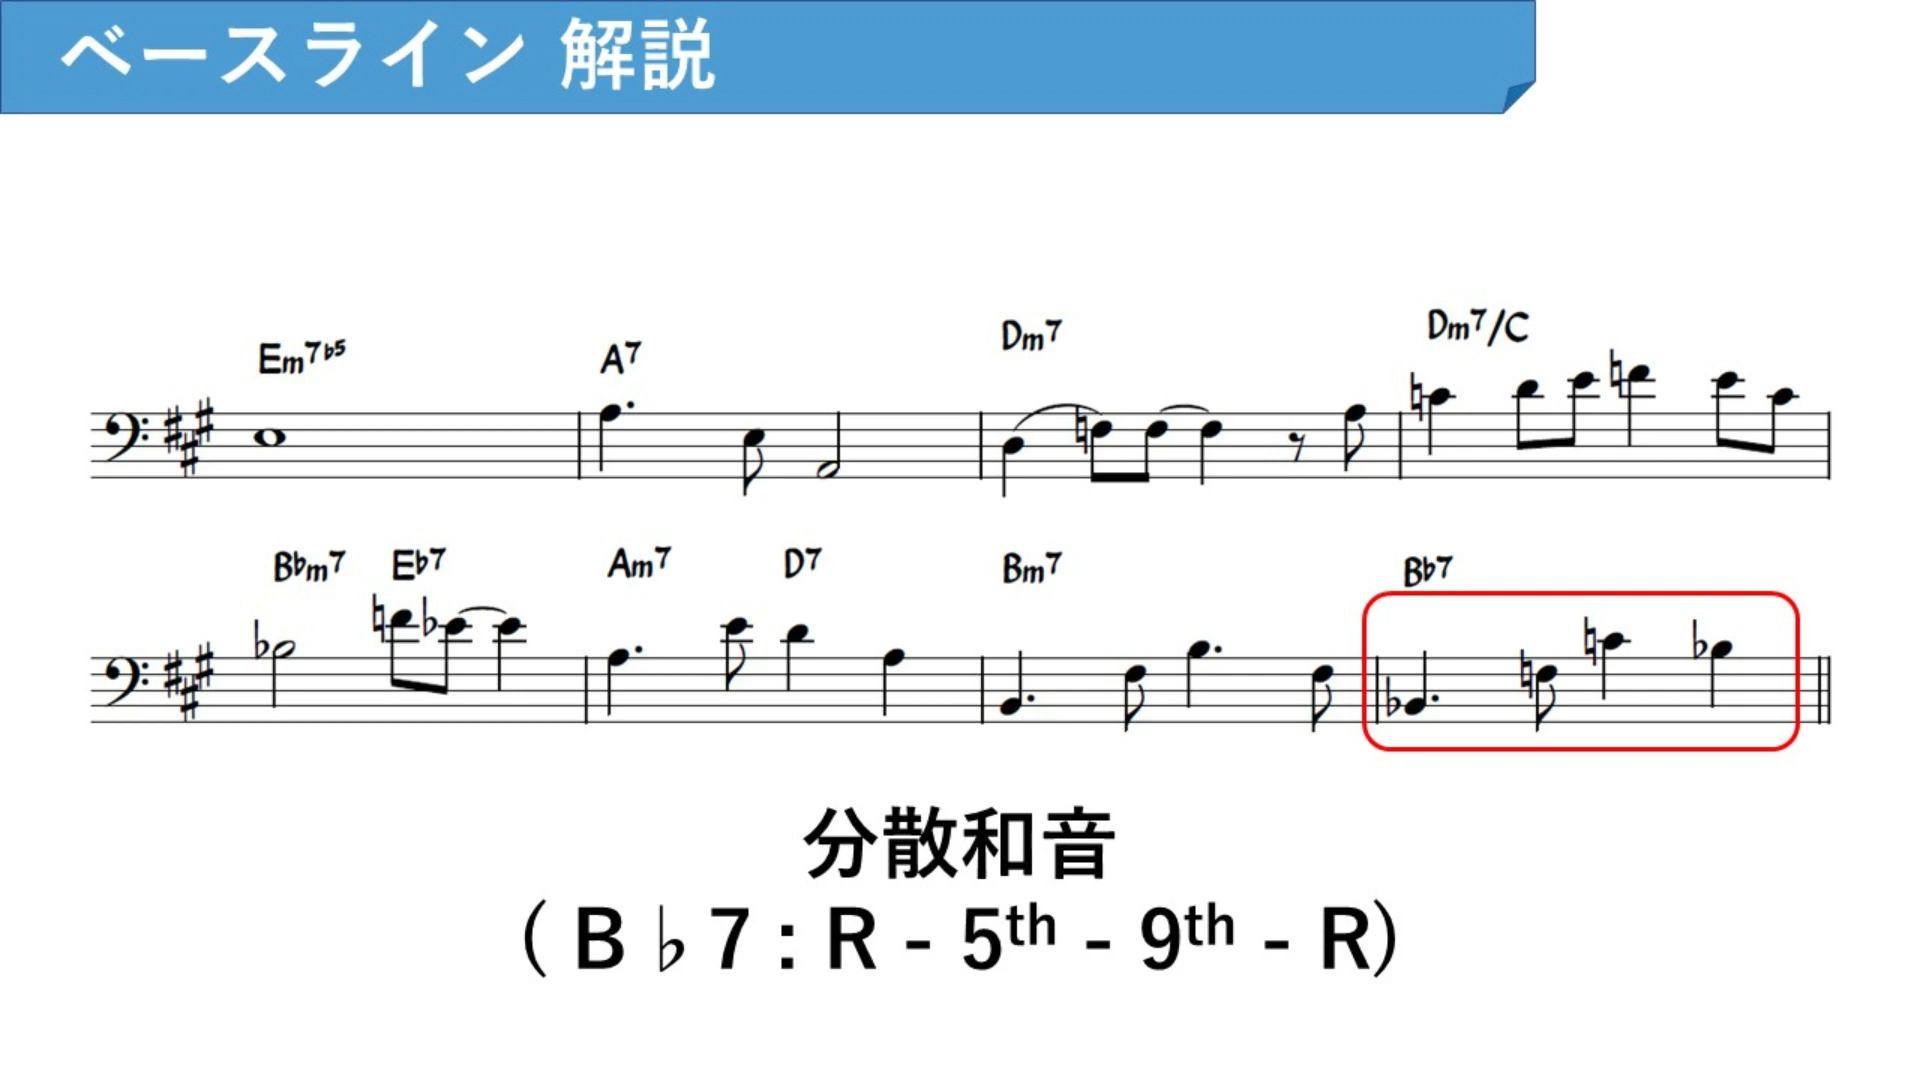 ベースライン 解説
Em7♭5 A7 Dm7 Dm7/C
B♭m7 E♭7 Am7 D7 Bm7 B♭7
分散和音
( B♭7 : R - 5th - 9th - R)